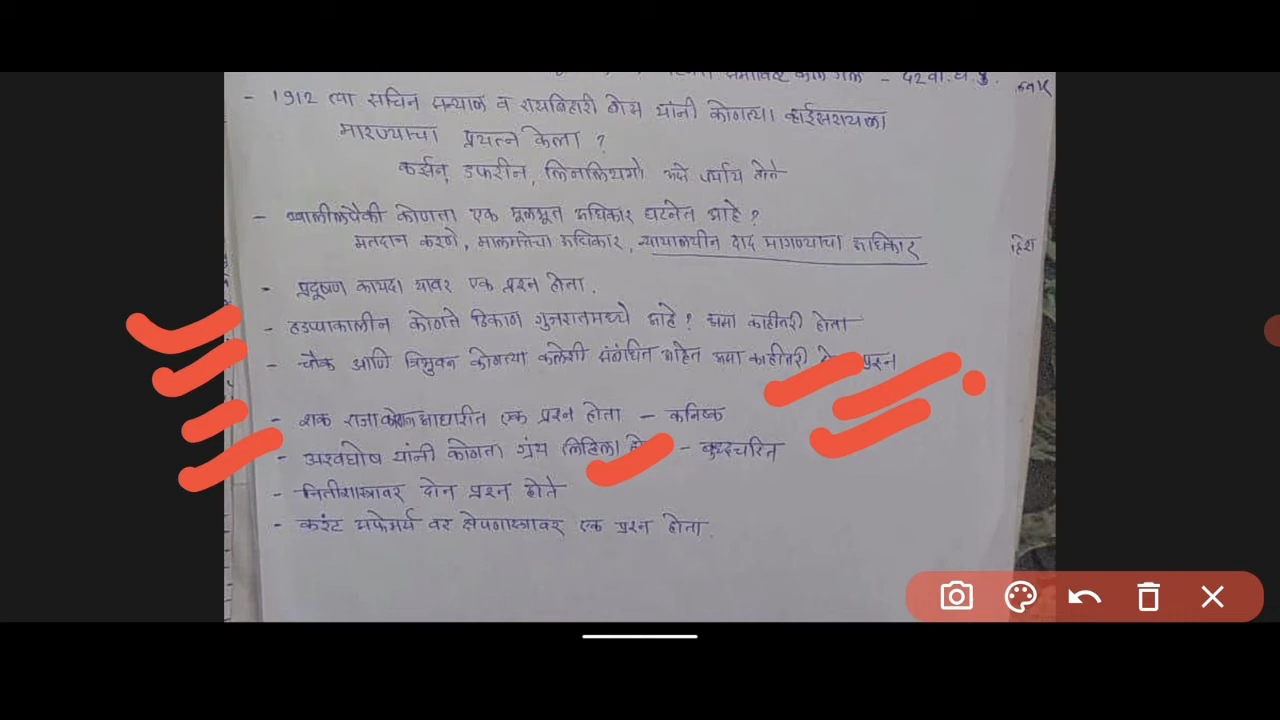 - 42 वी. घ. दु.
- 1912 च्या सचिन सन्याल व रासबिहारी बोस यांनी कोणत्या व्हाईसरायला
मारण्याचा प्रयत्न केला ?
कर्झन, डफरीन, लिनलिथगो असे पर्याय होते
- खालीलपैकी कोणता एक मूलभूत अधिकार घटनेत आहे ?
मतदान करणे, मालमत्तेचा अधिकार, न्यायालयीन दाद मागण्याचा अधिकार
- प्रदूषण कायदा यावर एक प्रश्न होता.
- हडप्पाकालीन कोणते ठिकाण गुजरातमध्ये आहे ? असा काहीतरी होता
- चौक आणि त्रिभुवन कोणत्या कलेशी संबंधित आहेत असा काहीतरी प्रश्न
- शक राजा आधारीत एक प्रश्न होता - कनिष्क
- अश्वघोष यांनी कोणता ग्रंथ लिहिला - बुद्धचरित
- नितीशास्त्रावर दोन प्रश्न होते
- करंट अफेअर्स वर क्षेपणास्त्रावर एक प्रश्न होता.